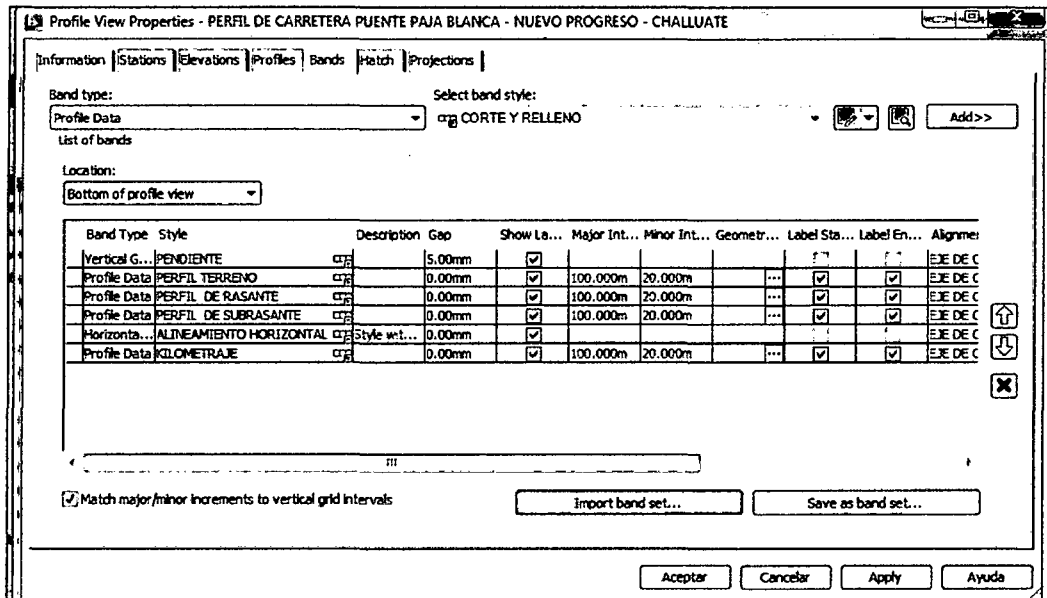 Profile View Properties - PERFIL DE CARRETERA PUENTE PAJA BLANCA - NUEVO PROGRESO - CHALLUATE
Information Stations Elevations Profiles Bands Hatch Projections
Band type: Select band style:
Profile Data CORTE Y RELLENO Add>>
List of bands
Location:
Bottom of profile view
Band Type Style Description Gap Show La... Major Int... Minor Int... Geometr... Label Sta... Label En... Alignme
Vertical G... PENDIENTE 5.00mm
Profile Data PERFIL TERRENO 0.00mm 100.000m 20.000m ... EJE DE C
Profile Data PERFIL DE RASANTE 0.00mm 100.000m 20.000m ... EJE DE C
Profile Data PERFIL DE SUBRASANTE 0.00mm 100.000m 20.000m ... EJE DE C
Horizonta... ALINEAMIENTO HORIZONTAL Style 0.00mm EJE DE C
Profile Data KILOMETRAJE 0.00mm 100.000m 20.000m ... EJE DE C
Match major/minor increments to vertical grid intervals
Import band set... Save as band set...
Aceptar Cancelar Apply Ayuda